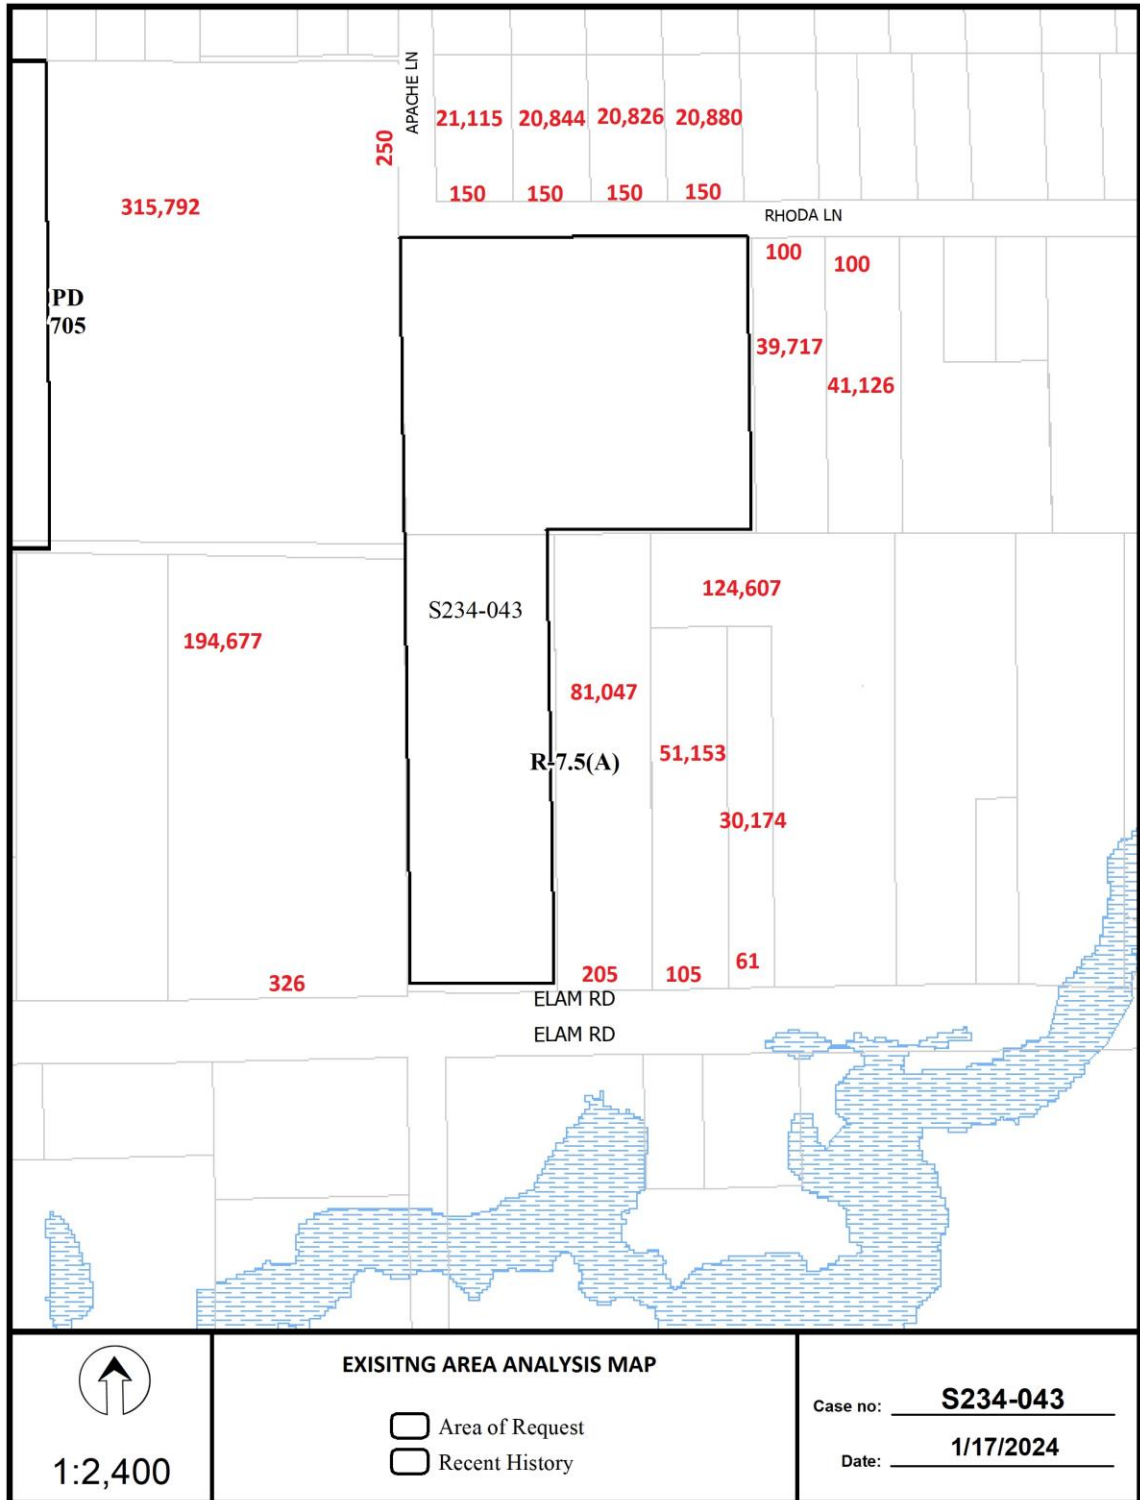 APACHE LN
21,115 20,844 20,826 20,880
250
150 150 150 150
315,792
RHODA LN
100
100
PD
705
39,717
41,126
124,607
S234-043
194,677
81,047
51,153
R-7.5(A)
30,174
61
205 105
326
ELAM RD
ELAM RD
EXISITNG AREA ANALYSIS MAP
Area of Request
Recent History
1:2,400
Case no: S234-043
Date: 1/17/2024